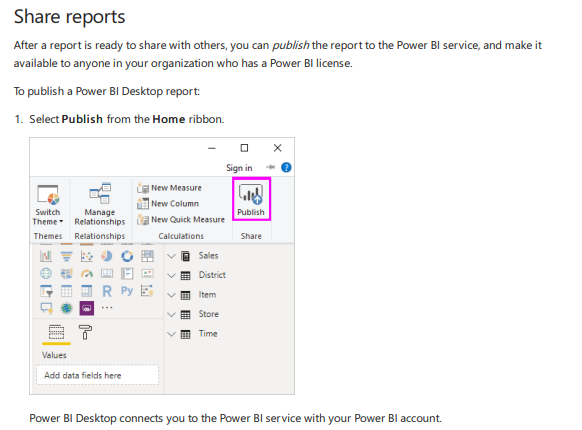 Share reports
After a report is ready to share with others, you can publish the report to the Power BI service, and make it
available to anyone in your organization who has a Power BI license.
To publish a Power BI Desktop report:
1. Select Publish from the Home ribbon.
Sign in
?
New Measure
New Column
New Quick Measure
Switch
Theme
Manage
Relationships
Publish
Themes
Relationships
Calculations
Share
R
Py
...
Sales
District
Item
Store
Time
Values
Add data fields here
Power BI Desktop connects you to the Power BI service with your Power BI account.